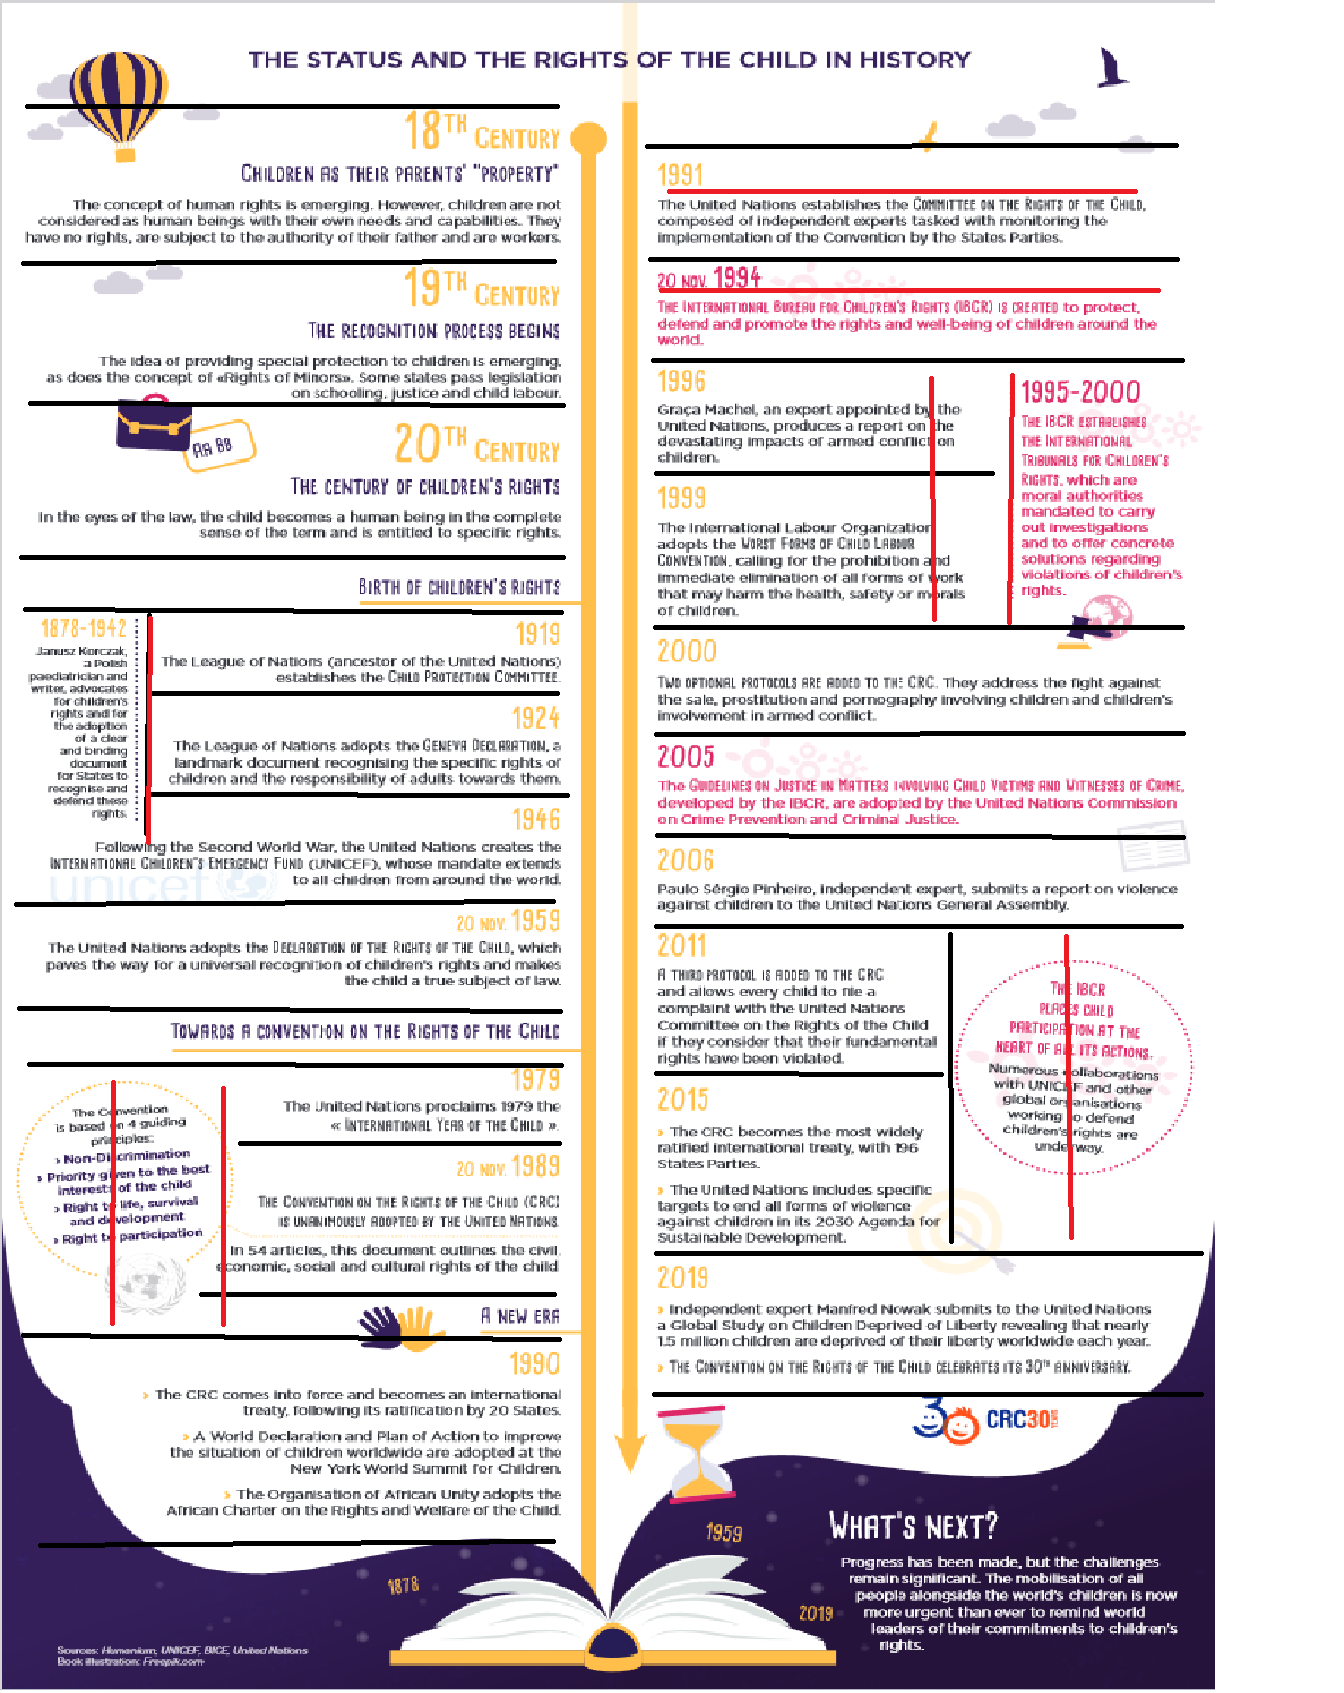 THE STATUS AND THE RIGHTS OF THE CHILD IN HISTORY
18TH CENTURY
CHILDREN AS THEIR PARENTS' "PROPERTY"
The concept of human rights is emerging. However, children are not
considered as human beings with their own needs and capabilities. They
have no rights, are subject to the authority of their father and are workers.
19TH CENTURY
THE RECOGNITION PROCESS BEGINS
The idea of providing special protection to children is emerging,
as does the concept of «Rights of Minors». Some states pass legislation
on schooling, justice and child labour.
AA BB
20TH CENTURY
THE CENTURY OF CHILDREN'S RIGHTS
In the eyes of the law, the child becomes a human being in the complete
sense of the term and is entitled to specific rights.
BIRTH OF CHILDREN'S RIGHTS
1878-1942
Janusz Korczak,
a Polish
paediatrician and
writer, advocates
for children's
rights and for
the adoption
of a clear
and binding
document
for States to
recognise and
defend these
rights.
1919
The League of Nations (ancestor of the United Nations)
establishes the CHILD PROTECTION COMMITTEE.
1924
The League of Nations adopts the GENEVA DECLARATION, a
landmark document recognising the specific rights of
children and the responsibility of adults towards them.
1946
Following the Second World War, the United Nations creates the
INTERNATIONAL CHILDREN'S EMERGENCY FUND (UNICEF), whose mandate extends
to all children from around the world.
unicef
20 NOV. 1959
The United Nations adopts the DECLARATION OF THE RIGHTS OF THE CHILD, which
paves the way for a universal recognition of children's rights and makes
the child a true subject of law.
TOWARDS A CONVENTION ON THE RIGHTS OF THE CHILD
1979
The United Nations proclaims 1979 the
« INTERNATIONAL YEAR OF THE CHILD ».
The Convention
is based on 4 guiding
principles:
› Non-Discrimination
› Priority given to the best
interests of the child
› Right to life, survival
and development
› Right to participation
20 NOV. 1989
THE CONVENTION ON THE RIGHTS OF THE CHILD (CRC)
IS UNANIMOUSLY ADOPTED BY THE UNITED NATIONS.
In 54 articles, this document outlines the civil,
economic, social and cultural rights of the child
A NEW ERA
1990
› The CRC comes into force and becomes an international
treaty, following its ratification by 20 States.
› A World Declaration and Plan of Action to improve
the situation of children worldwide are adopted at the
New York World Summit for Children.
› The Organisation of African Unity adopts the
African Charter on the Rights and Welfare of the Child.
1991
The United Nations establishes the COMMITTEE ON THE RIGHTS OF THE CHILD,
composed of independent experts tasked with monitoring the
implementation of the Convention by the States Parties.
20 NOV. 1994
THE INTERNATIONAL BUREAU FOR CHILDREN'S RIGHTS (IBCR) IS CREATED to protect,
defend and promote the rights and well-being of children around the
world.
1996
Graça Machel, an expert appointed by the
United Nations, produces a report on the
devastating impacts of armed conflict on
children.
1999
The International Labour Organization
adopts the WORST FORMS OF CHILD LABOUR
CONVENTION, calling for the prohibition and
immediate elimination of all forms of work
that may harm the health, safety or morals
of children.
1995-2000
THE IBCR ESTABLISHES
THE INTERNATIONAL
TRIBUNALS FOR CHILDREN'S
RIGHTS, which are
moral authorities
mandated to carry
out investigations
and to offer concrete
solutions regarding
violations of children's
rights.
2000
TWO OPTIONAL PROTOCOLS ARE ADDED TO THE CRC. They address the fight against
the sale, prostitution and pornography involving children and children's
involvement in armed conflict.
2005
The GUIDELINES ON JUSTICE IN MATTERS INVOLVING CHILD VICTIMS AND WITNESSES OF CRIME,
developed by the IBCR, are adopted by the United Nations Commission
on Crime Prevention and Criminal Justice.
2006
Paulo Sérgio Pinheiro, independent expert, submits a report on violence
against children to the United Nations General Assembly.
2011
A THIRD PROTOCOL IS ADDED TO THE CRC
and allows every child to file a
complaint with the United Nations
Committee on the Rights of the Child
if they consider that their fundamental
rights have been violated.
2015
› The CRC becomes the most widely
ratified international treaty, with 196
States Parties.
› The United Nations includes specific
targets to end all forms of violence
against children in its 2030 Agenda for
Sustainable Development.
THE IBCR
PLACES CHILD
PARTICIPATION AT THE
HEART OF ALL ITS ACTIONS.
Numerous collaborations
with UNICEF and other
global organisations
working to defend
children's rights are
underway.
2019
› Independent expert Manfred Nowak submits to the United Nations
a Global Study on Children Deprived of Liberty revealing that nearly
1.5 million children are deprived of their liberty worldwide each year.
› THE CONVENTION ON THE RIGHTS OF THE CHILD CELEBRATES ITS 30TH ANNIVERSARY.
30 CRC30 YEARS
WHAT'S NEXT?
Progress has been made, but the challenges
remain significant. The mobilisation of all
people alongside the world's children is now
more urgent than ever to remind world
leaders of their commitments to children's
rights.
1878
1959
2019
Sources: Humanium, UNICEF, BICE, United Nations
Book illustration: Freepik.com